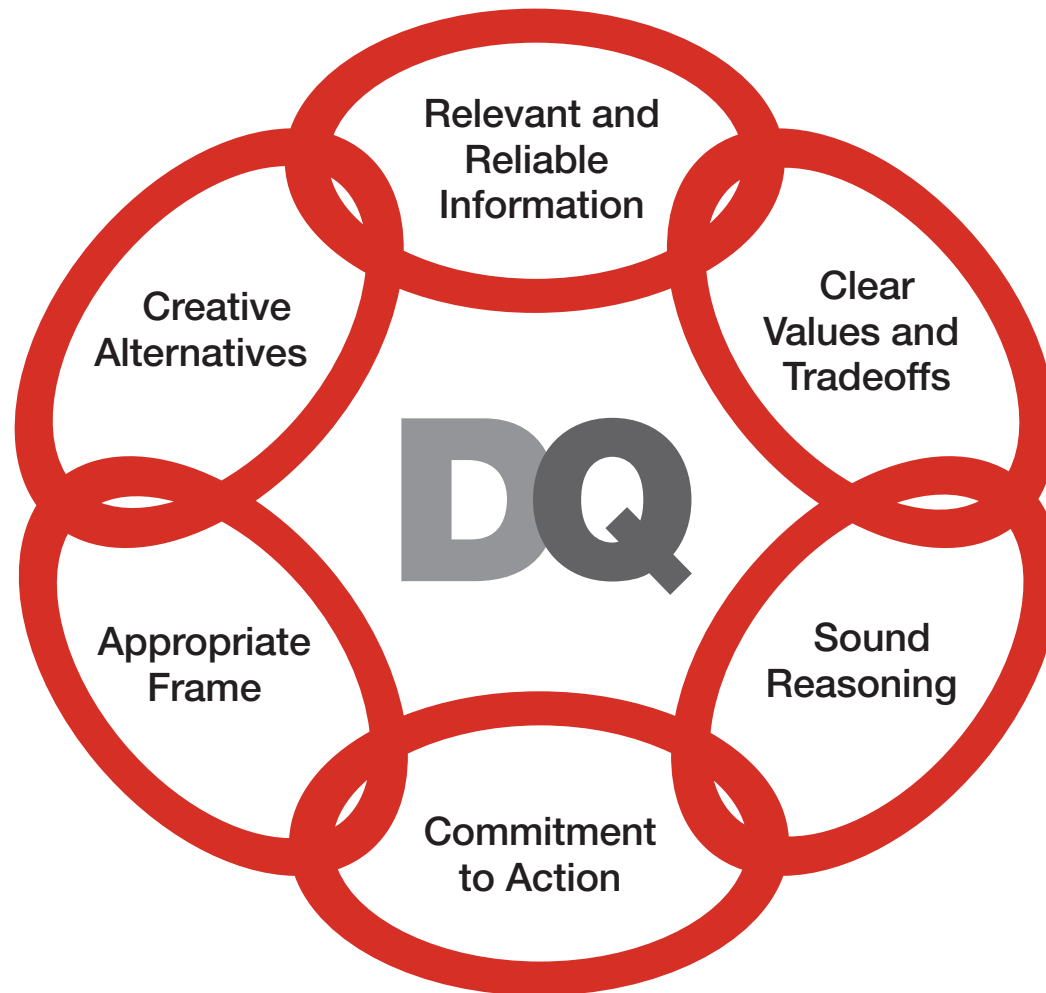 Relevant and
Reliable
Information
Creative
Alternatives
Clear
Values and
Tradeoffs
DQ
Appropriate
Frame
Sound
Reasoning
Commitment
to Action